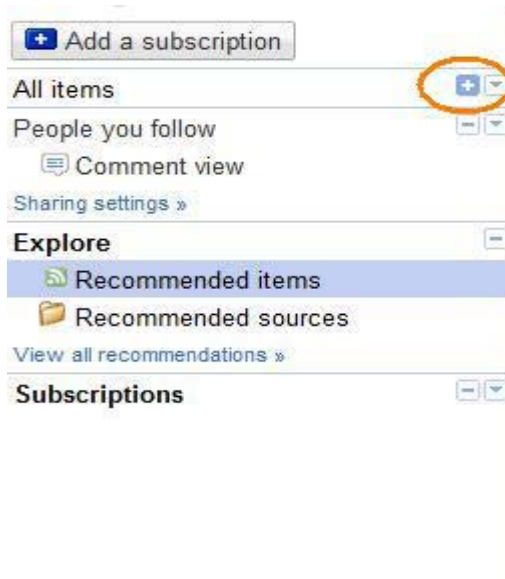 Add a subscription
All items
People you follow
Comment view
Sharing settings »
Explore
Recommended items
Recommended sources
View all recommendations »
Subscriptions